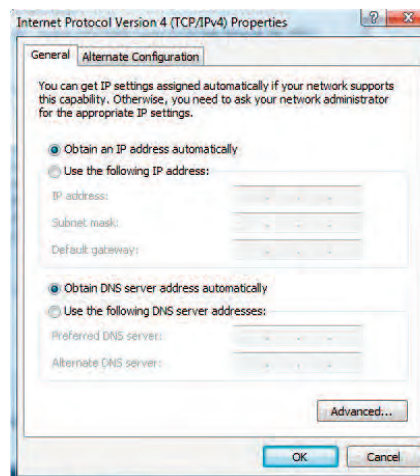 Internet Protocol Version 4 (TCP/IPv4) Properties
General
Alternate Configuration
You can get IP settings assigned automatically if your network supports
this capability. Otherwise, you need to ask your network administrator
for the appropriate IP settings.
Obtain an IP address automatically
Use the following IP address:
IP address:
Subnet mask:
Default gateway:
Obtain DNS server address automatically
Use the following DNS server addresses:
Preferred DNS server:
Alternate DNS server:
Advanced...
OK
Cancel